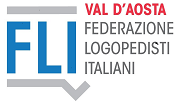 FLI
VAL D'AOSTA
FEDERAZIONE
LOGOPEDISTI
ITALIANI